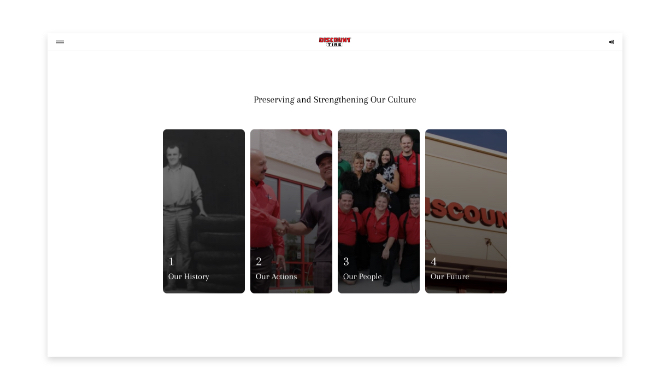 DISCOUNT
TIRE
Preserving and Strengthening Our Culture
1
Our History
2
Our Actions
3
Our People
4
Our Future
DISCOUN